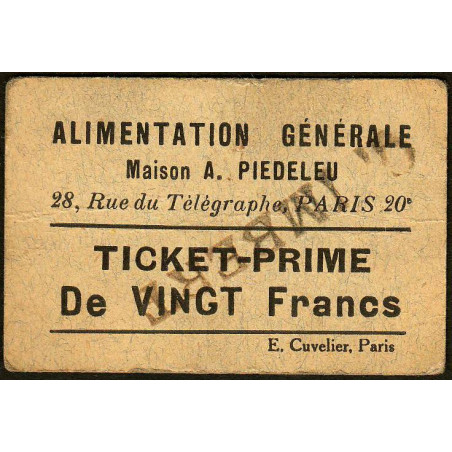 ALIMENTATION GÉNÉRALE
Maison A. PIEDELEU
28, Rue du Télégraphe, PARIS 20ᵉ
TICKET-PRIME
De VINGT Francs
E. Cuvelier, Paris